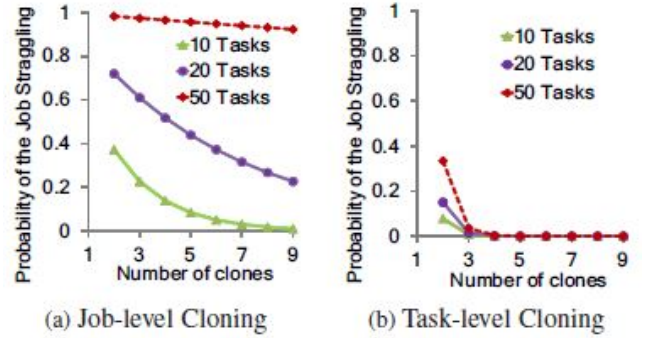 Probability of the Job Straggling
1
0.8
0.6
0.4
0.2
0
10 Tasks
20 Tasks
50 Tasks
1 3 5 7 9
Number of clones
(a) Job-level Cloning
Probability of the Job Straggling
1
0.8
0.6
0.4
0.2
0
10 Tasks
20 Tasks
50 Tasks
1 3 5 7 9
Number of clones
(b) Task-level Cloning